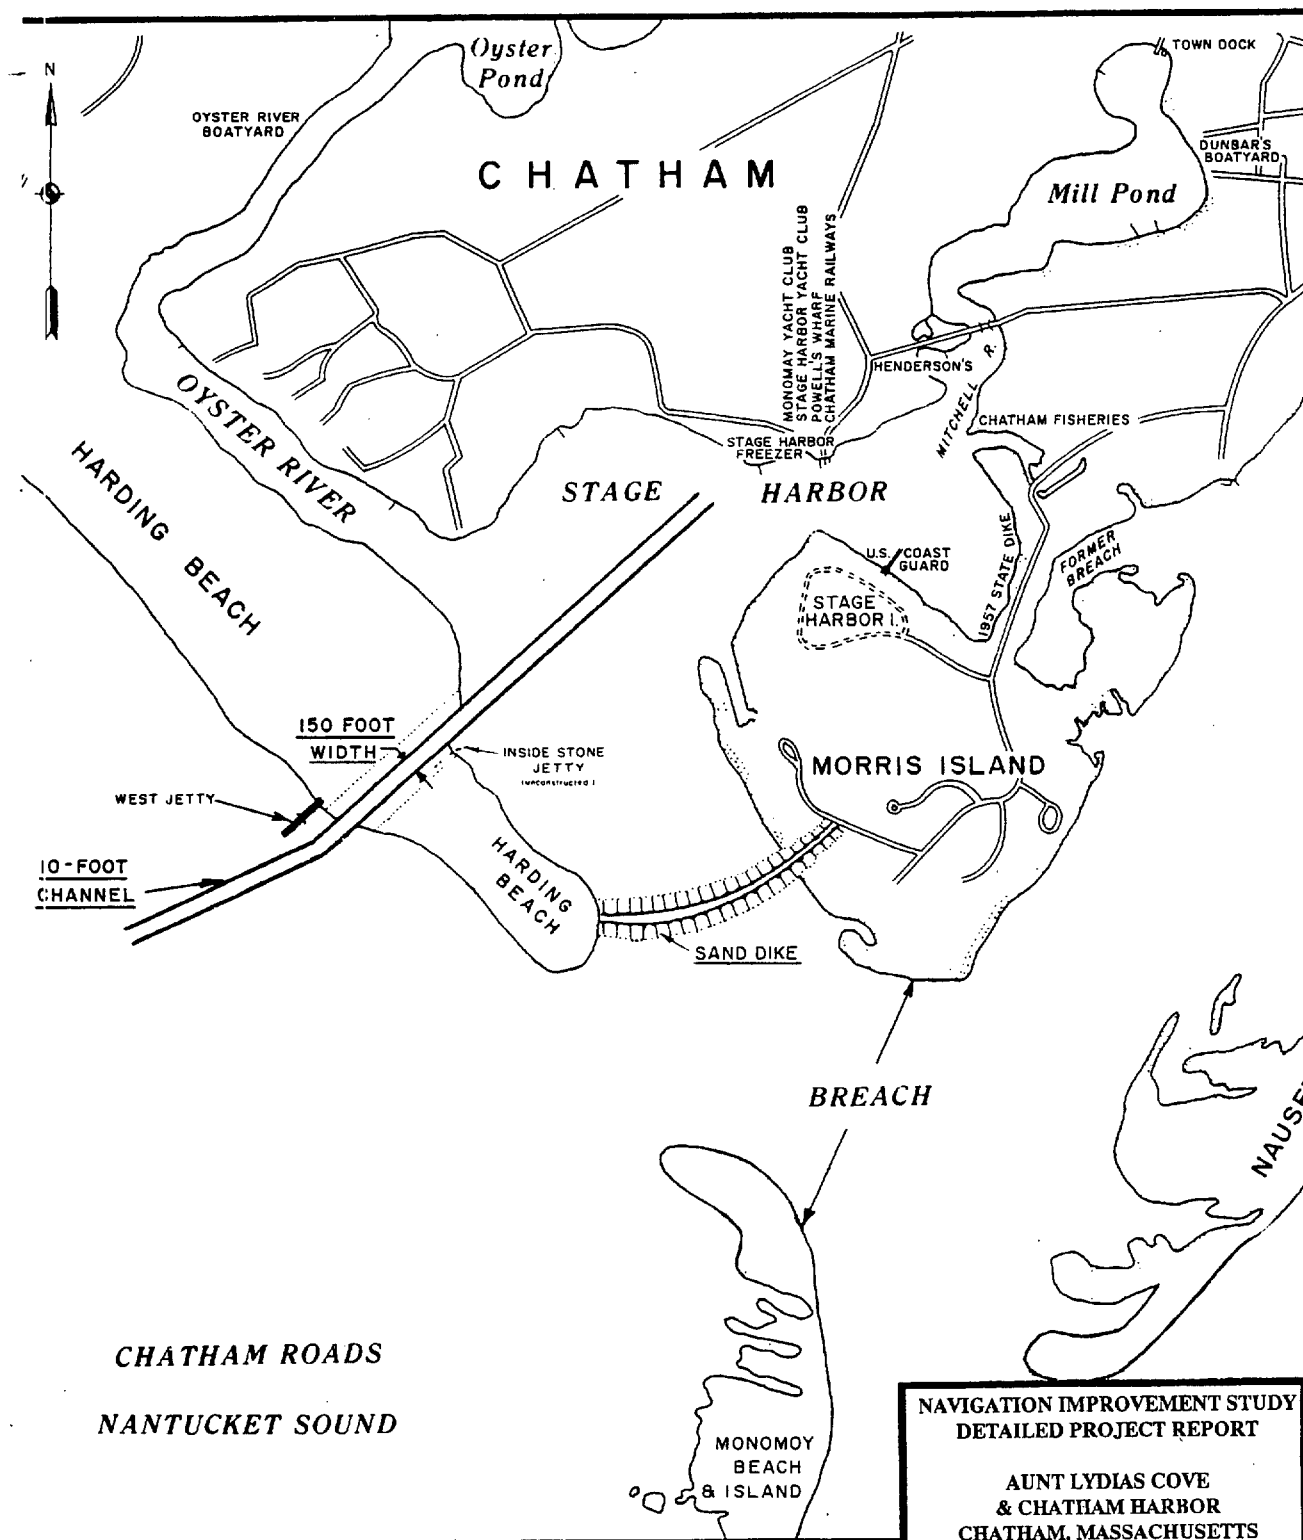 Oyster
Pond
TOWN DOCK
N
OYSTER RIVER
BOATYARD
CHATHAM
DUNBAR'S
BOATYARD
Mill Pond
MONOMAY YACHT CLUB
STAGE HARBOR YACHT CLUB
POWELL'S WHARF
CHATHAM MARINE RAILWAYS
HENDERSON'S
MITCHELL R.
OYSTER RIVER
CHATHAM FISHERIES
STAGE HARBOR
FREEZER
HARDING BEACH
STAGE HARBOR
U.S. COAST
GUARD
1957 STATE DIKE
FORMER
BREACH
STAGE
HARBOR I.
150 FOOT
WIDTH
INSIDE STONE
JETTY
(unconstructed)
MORRIS ISLAND
WEST JETTY
10-FOOT
CHANNEL
HARDING
BEACH
SAND DIKE
BREACH
NAUSE
CHATHAM ROADS
NANTUCKET SOUND
MONOMOY
BEACH
& ISLAND
NAVIGATION IMPROVEMENT STUDY
DETAILED PROJECT REPORT
AUNT LYDIAS COVE
& CHATHAM HARBOR
CHATHAM, MASSACHUSETTS